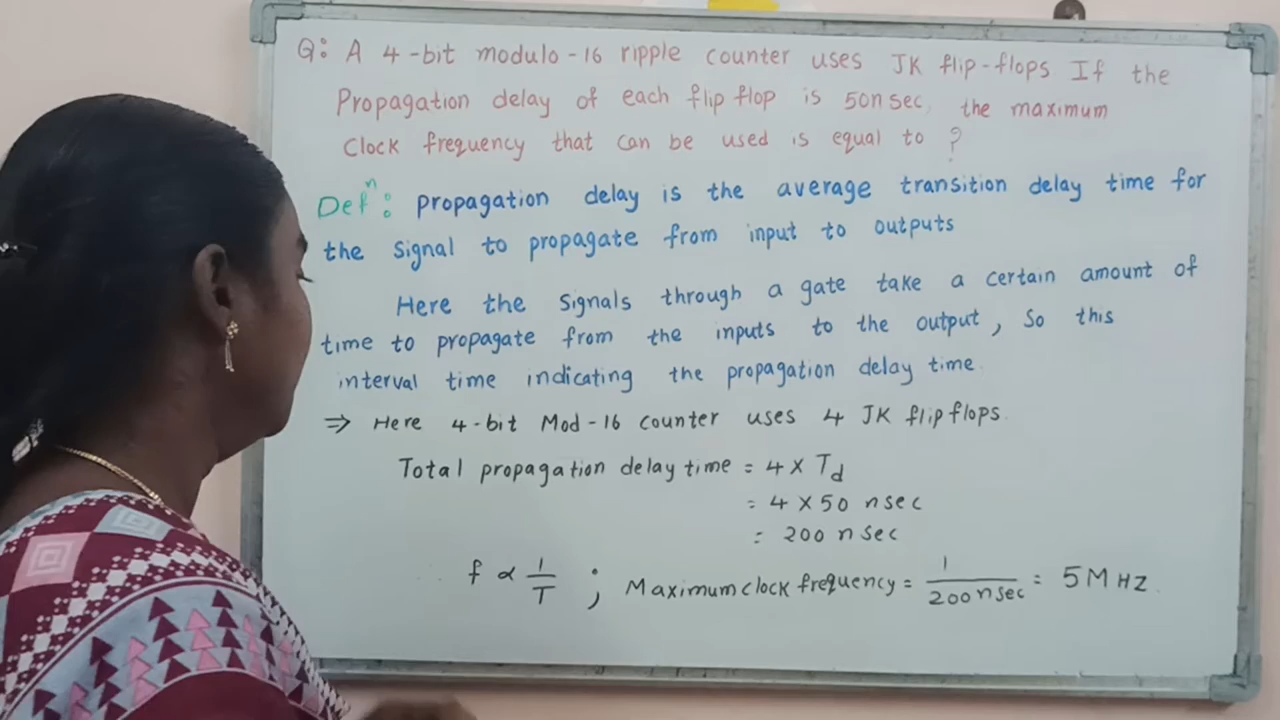 Q: A 4-bit modulo-16 ripple counter uses JK flip-flops If the
Propagation delay of each flip flop is 50nsec, the maximum
Clock frequency that can be used is equal to ?
Defⁿ: propagation delay is the average transition delay time for
the signal to propagate from input to outputs
Here the signals through a gate take a certain amount of
time to propagate from the inputs to the output, So this
interval time indicating the propagation delay time.
⇒ Here 4-bit Mod-16 counter uses 4 JK flipflops.
Total propagation delay time = 4 × Td
= 4 × 50 nsec
= 200 nsec
f ∝ 1/T ; Maximum clock frequency = 1/200 nsec = 5 MHZ.